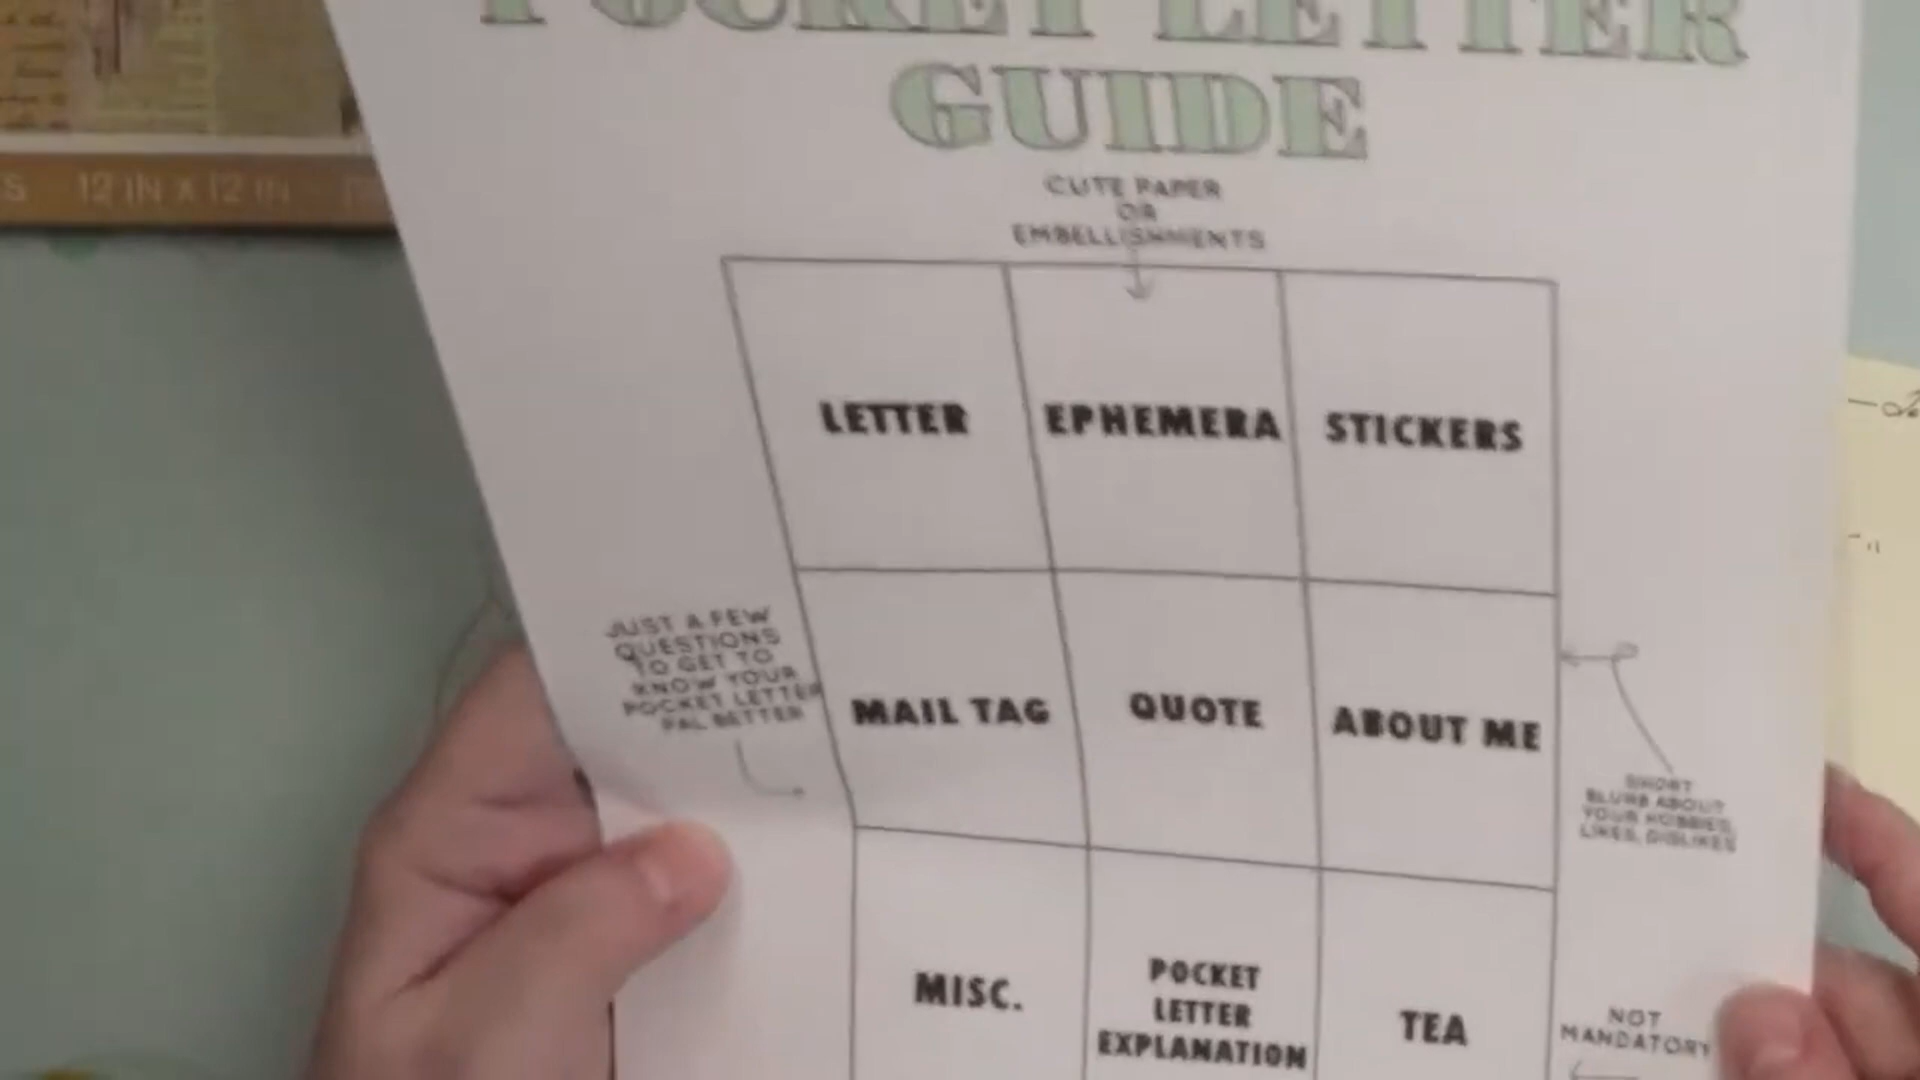 POCKET LETTER
GUIDE
S 12 IN X 12 IN
CUTE PAPER
OR
EMBELLISHMENTS
LETTER EPHEMERA STICKERS
JUST A FEW
QUESTIONS
TO GET TO
KNOW YOUR
POCKET LETTER
PAL BETTER
MAIL TAG QUOTE ABOUT ME
SHORT
BLURB ABOUT
YOUR HOBBIES,
LIKES, DISLIKES
MISC.
POCKET
LETTER
EXPLANATION
TEA
NOT
MANDATORY